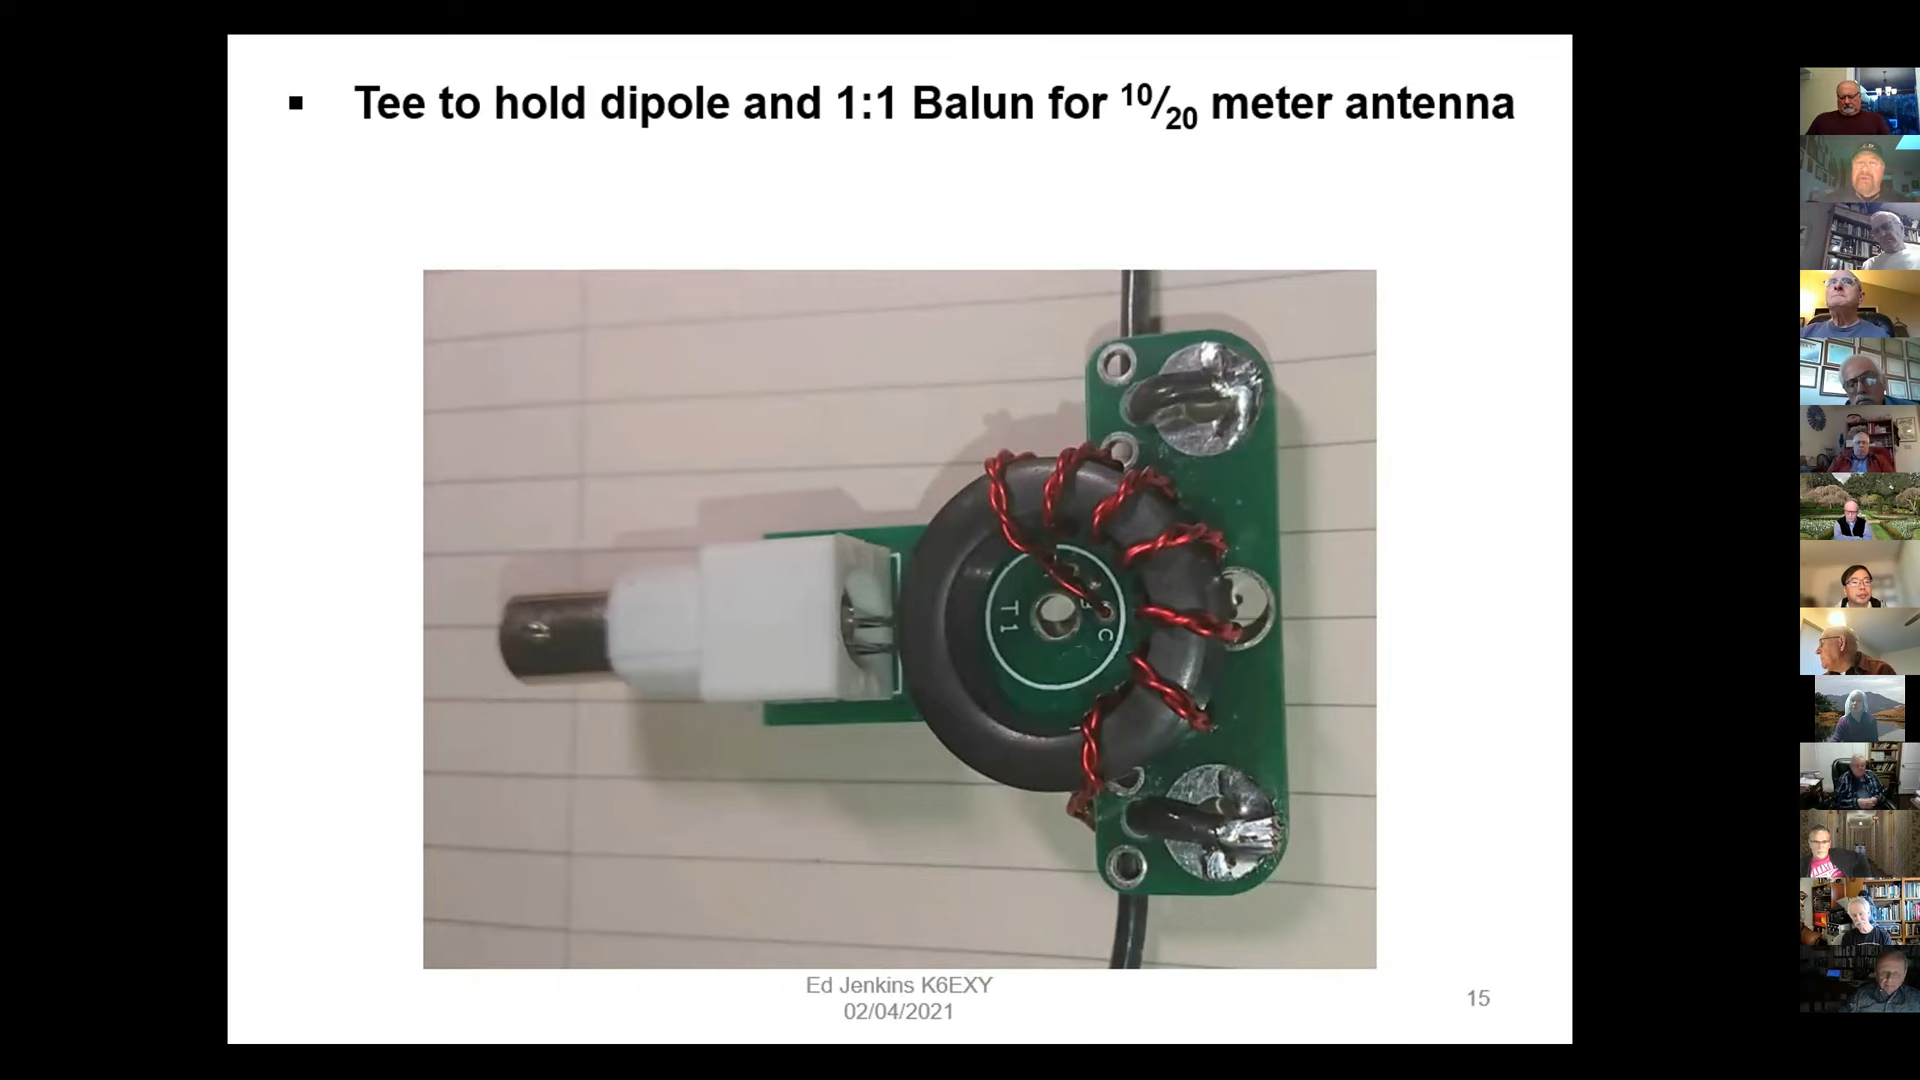 ▪ Tee to hold dipole and 1:1 Balun for 10/20 meter antenna
T1
C
Ed Jenkins K6EXY
02/04/2021
15